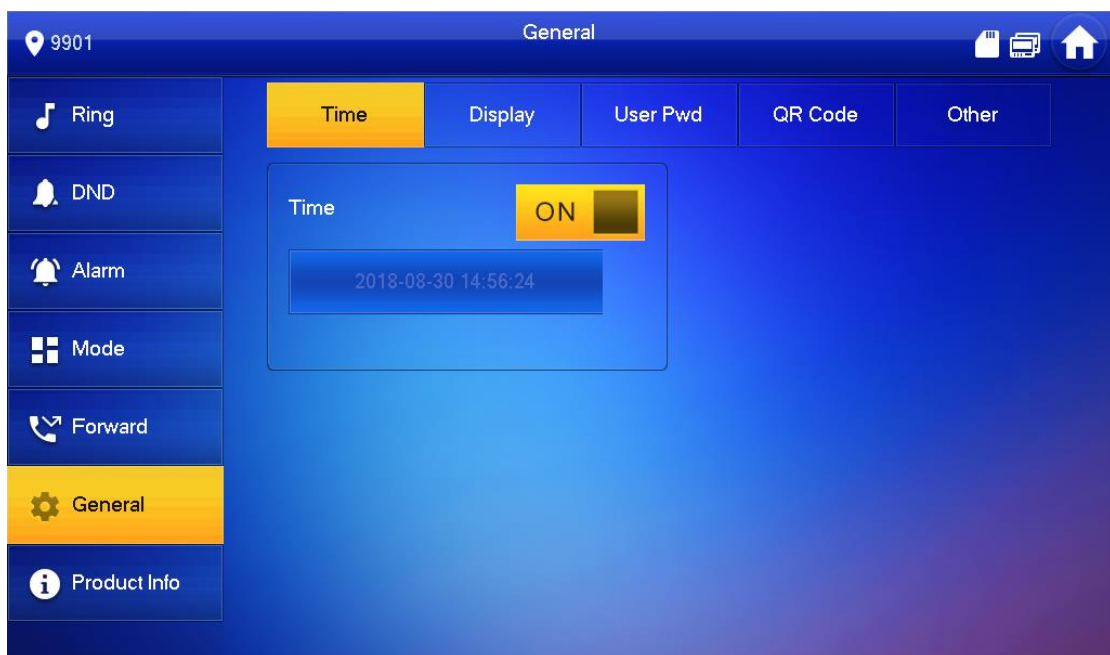 9901
General
Ring
DND
Alarm
Mode
Forward
General
Product Info
Time
Display
User Pwd
QR Code
Other
Time
ON
2018-08-30 14:56:24